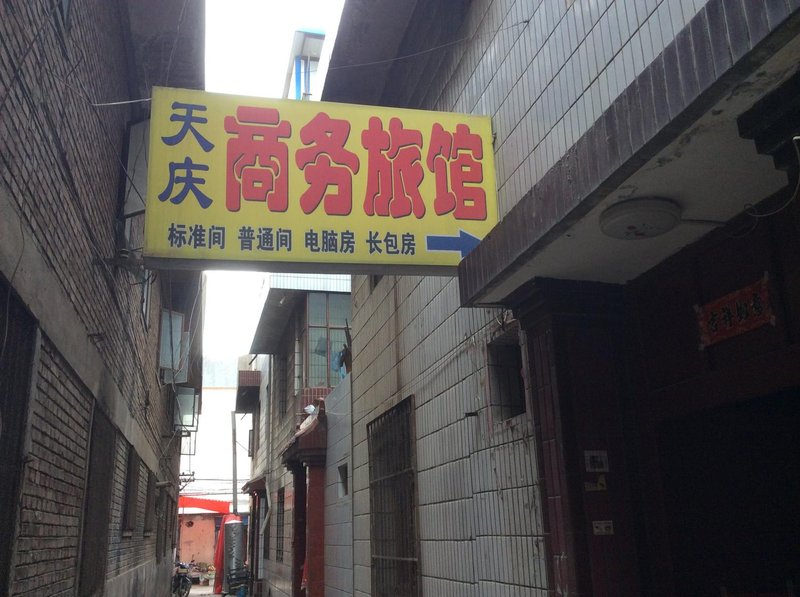 天庆
商务旅馆
标准间 普通间 电脑房 长包房